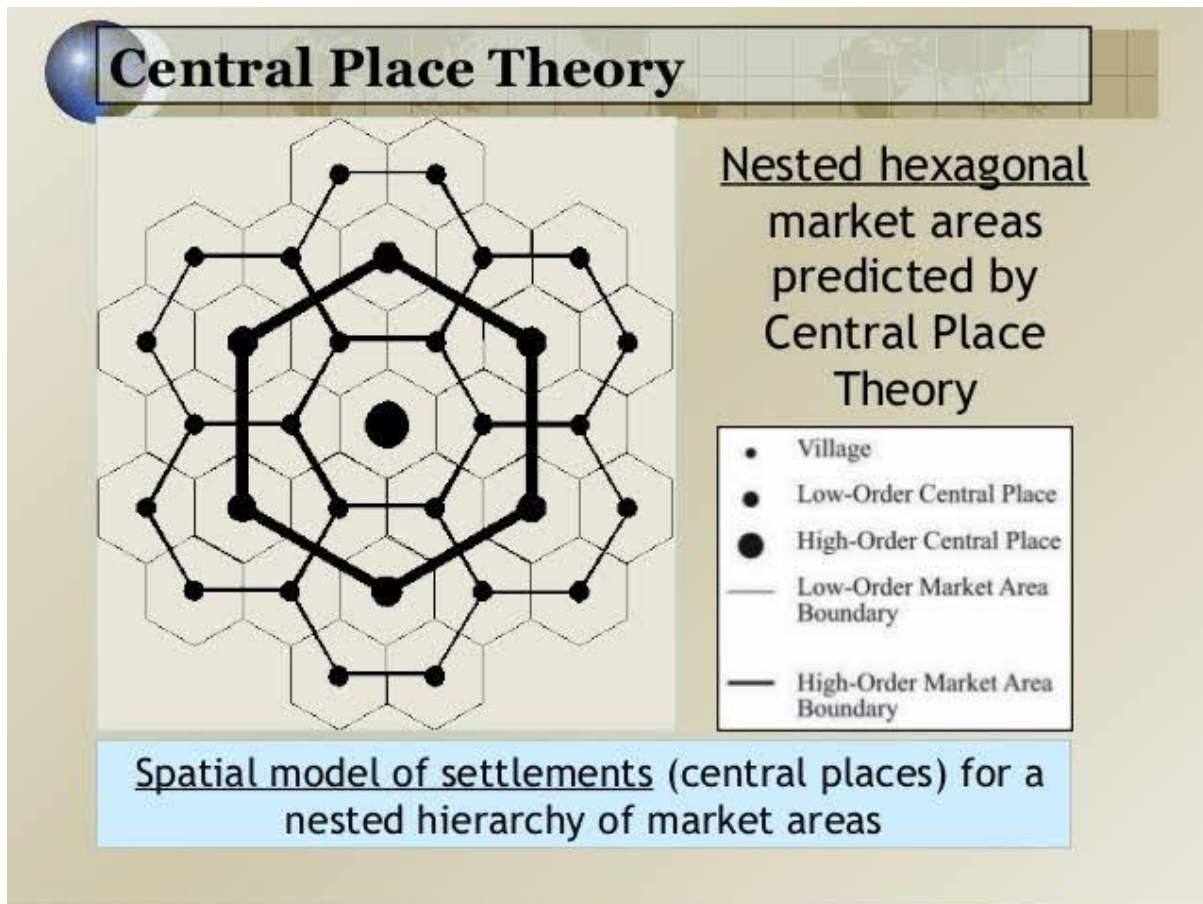 Central Place Theory
Nested hexagonal
market areas
predicted by
Central Place
Theory
Village
Low-Order Central Place
High-Order Central Place
Low-Order Market Area
Boundary
High-Order Market Area
Boundary
Spatial model of settlements (central places) for a
nested hierarchy of market areas